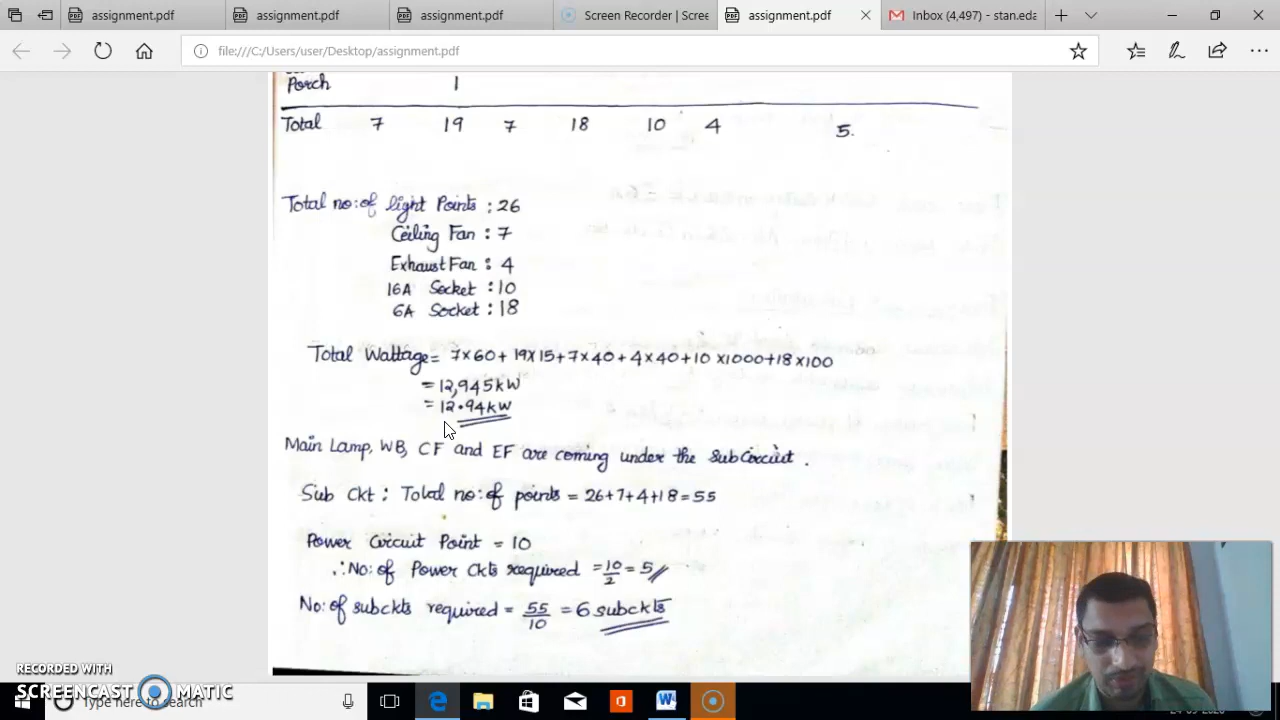 assignment.pdf
assignment.pdf
assignment.pdf
Screen Recorder | Scree
assignment.pdf
Inbox (4,497) - stan.eda
file:///C:/Users/user/Desktop/assignment.pdf
Porch 1
Total 7 19 7 18 10 4 5.
Total no:of light Points : 26
Ceiling Fan : 7
Exhaust Fan : 4
16A Socket : 10
6A Socket : 18
Total Wattage = 7×60+19×15+7×40+4×40+10×1000+18×100
= 12,945kW
= 12.94kW
Main Lamp, WB, CF and EF are coming under the SubCircuit.
Sub Ckt : Total no:of points = 26+7+4+18=55
Power Circuit Point = 10
∴No:of Power Ckts required = 10/2 = 5//
No:of subckts required = 55/10 = 6 subckts
RECORDED WITH
SCREENCAST MATIC
Type here to search